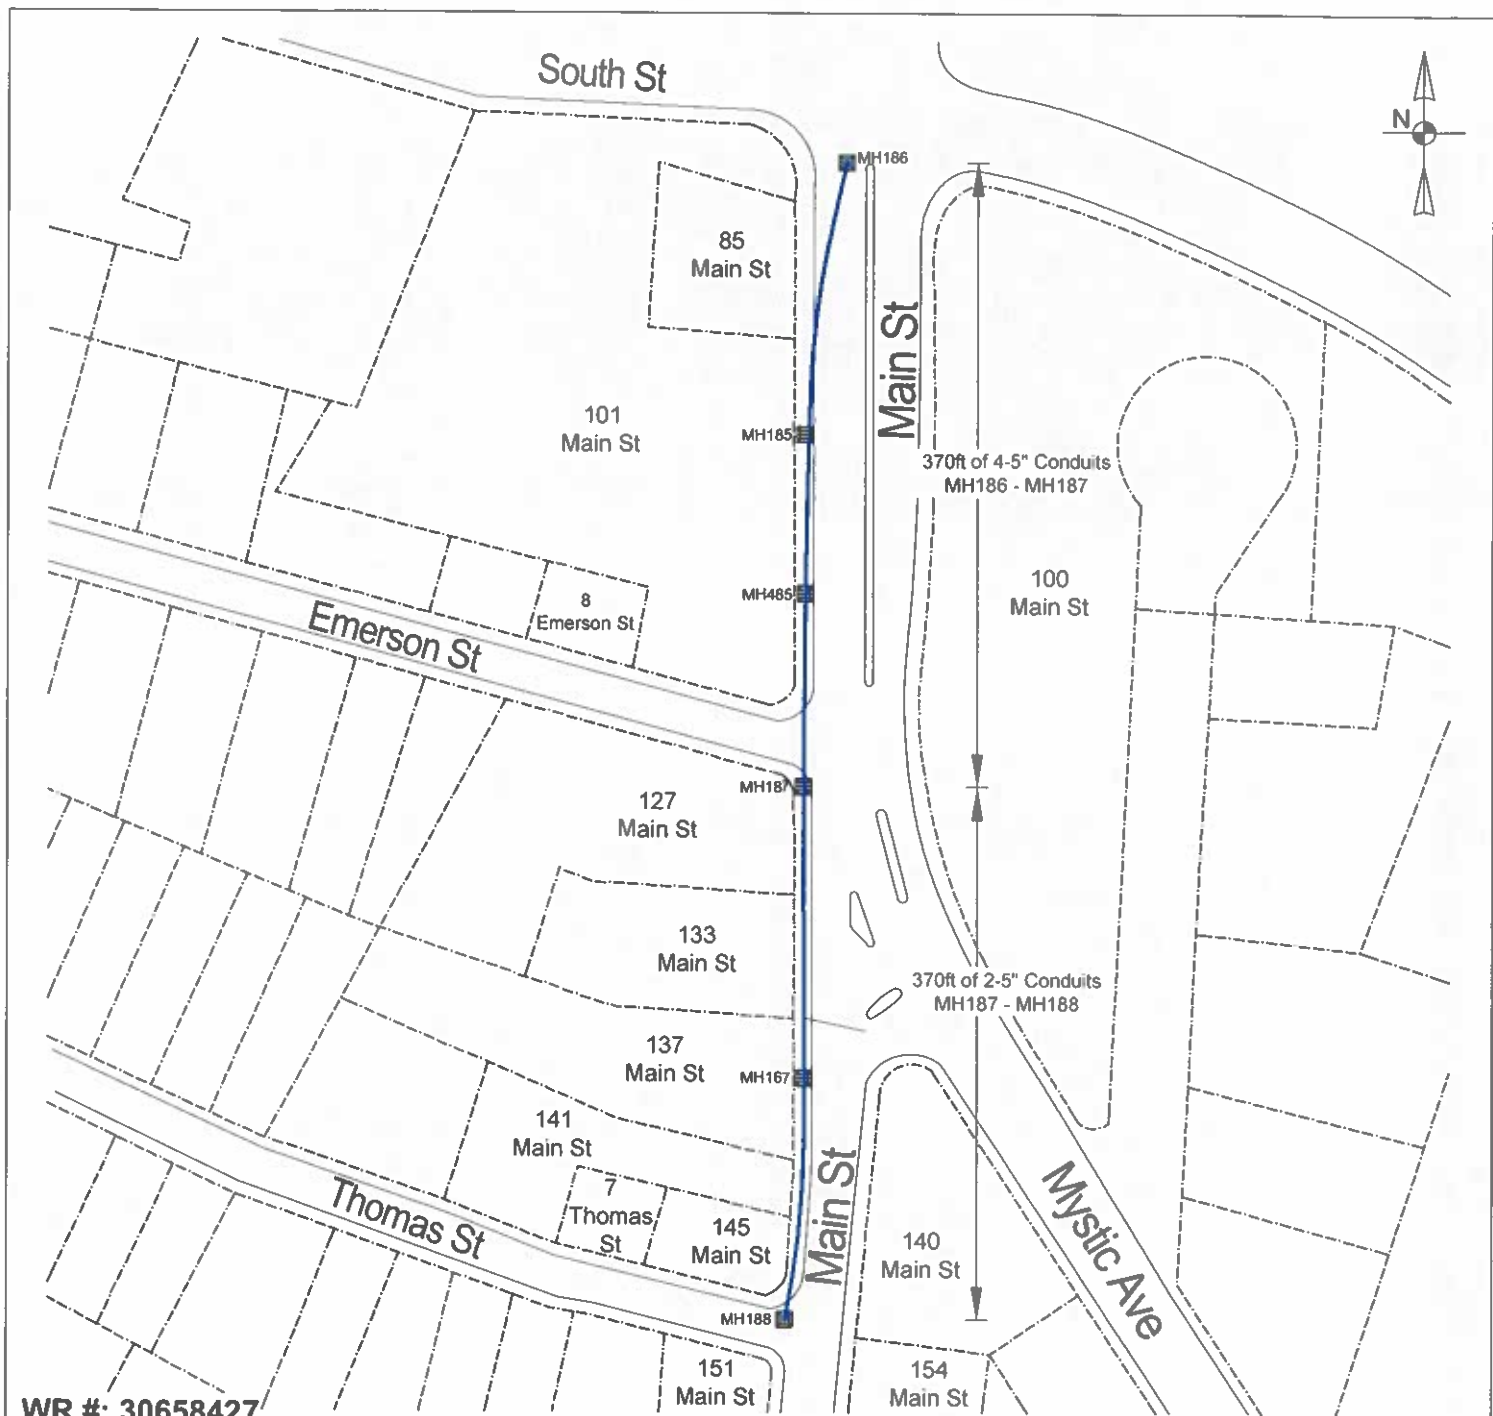 South St
N
MH186
85
Main St
Main St
101
Main St
MH185
370ft of 4-5" Conduits
MH186 - MH187
100
Main St
MH485
8
Emerson St
Emerson St
MH187
127
Main St
133
Main St
370ft of 2-5" Conduits
MH187 - MH188
137
Main St
MH167
141
Main St
Main St
Mystic Ave
7
Thomas
St
Thomas St
145
Main St
140
Main St
MH188
151
Main St
154
Main St
WR #: 30658427